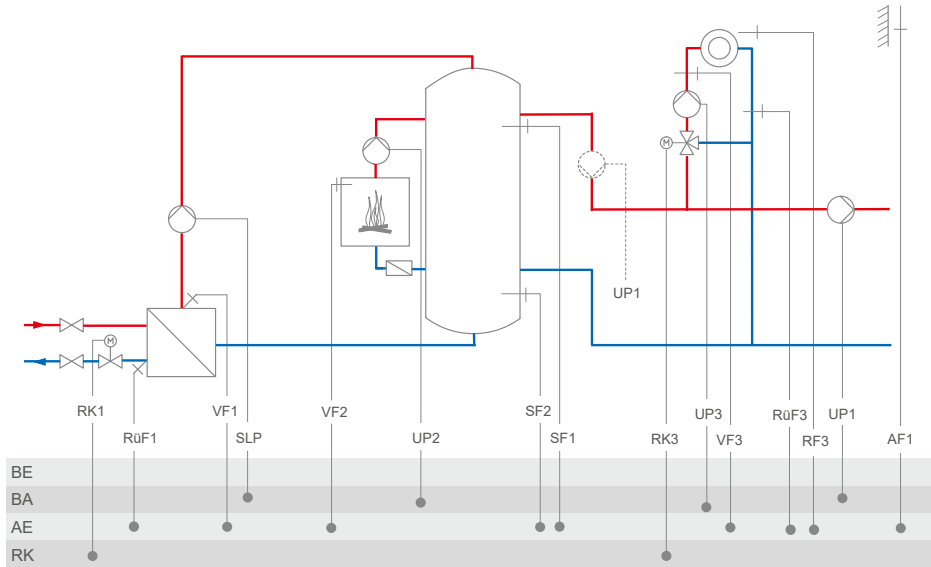 M
UP1
M
RK1
VF1
VF2
SF2
UP3
RüF3
UP1
RüF1
SLP
UP2
SF1
RK3
VF3
RF3
AF1
BE
BA
AE
RK